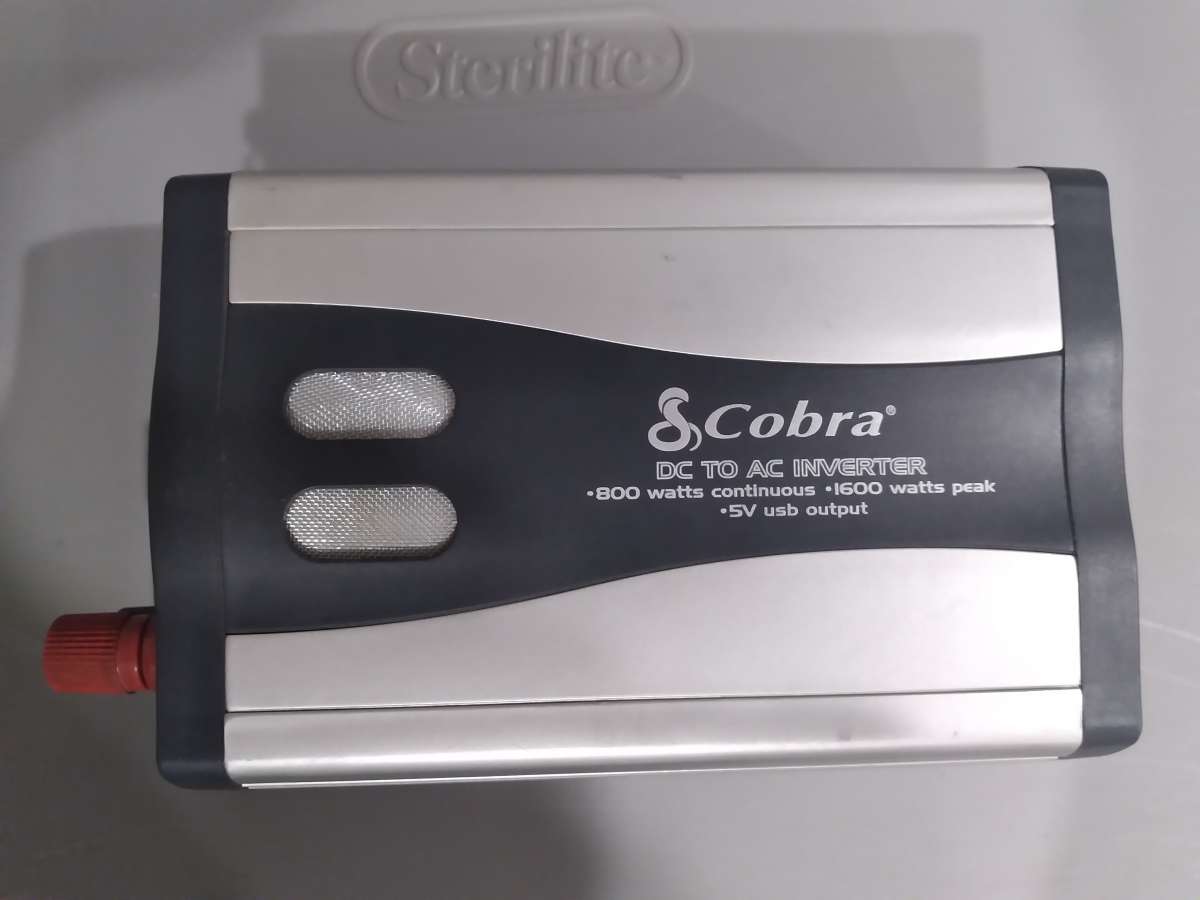 Sterilite
Cobra®
DC TO AC INVERTER
•800 watts continuous •1600 watts peak
•5V usb output